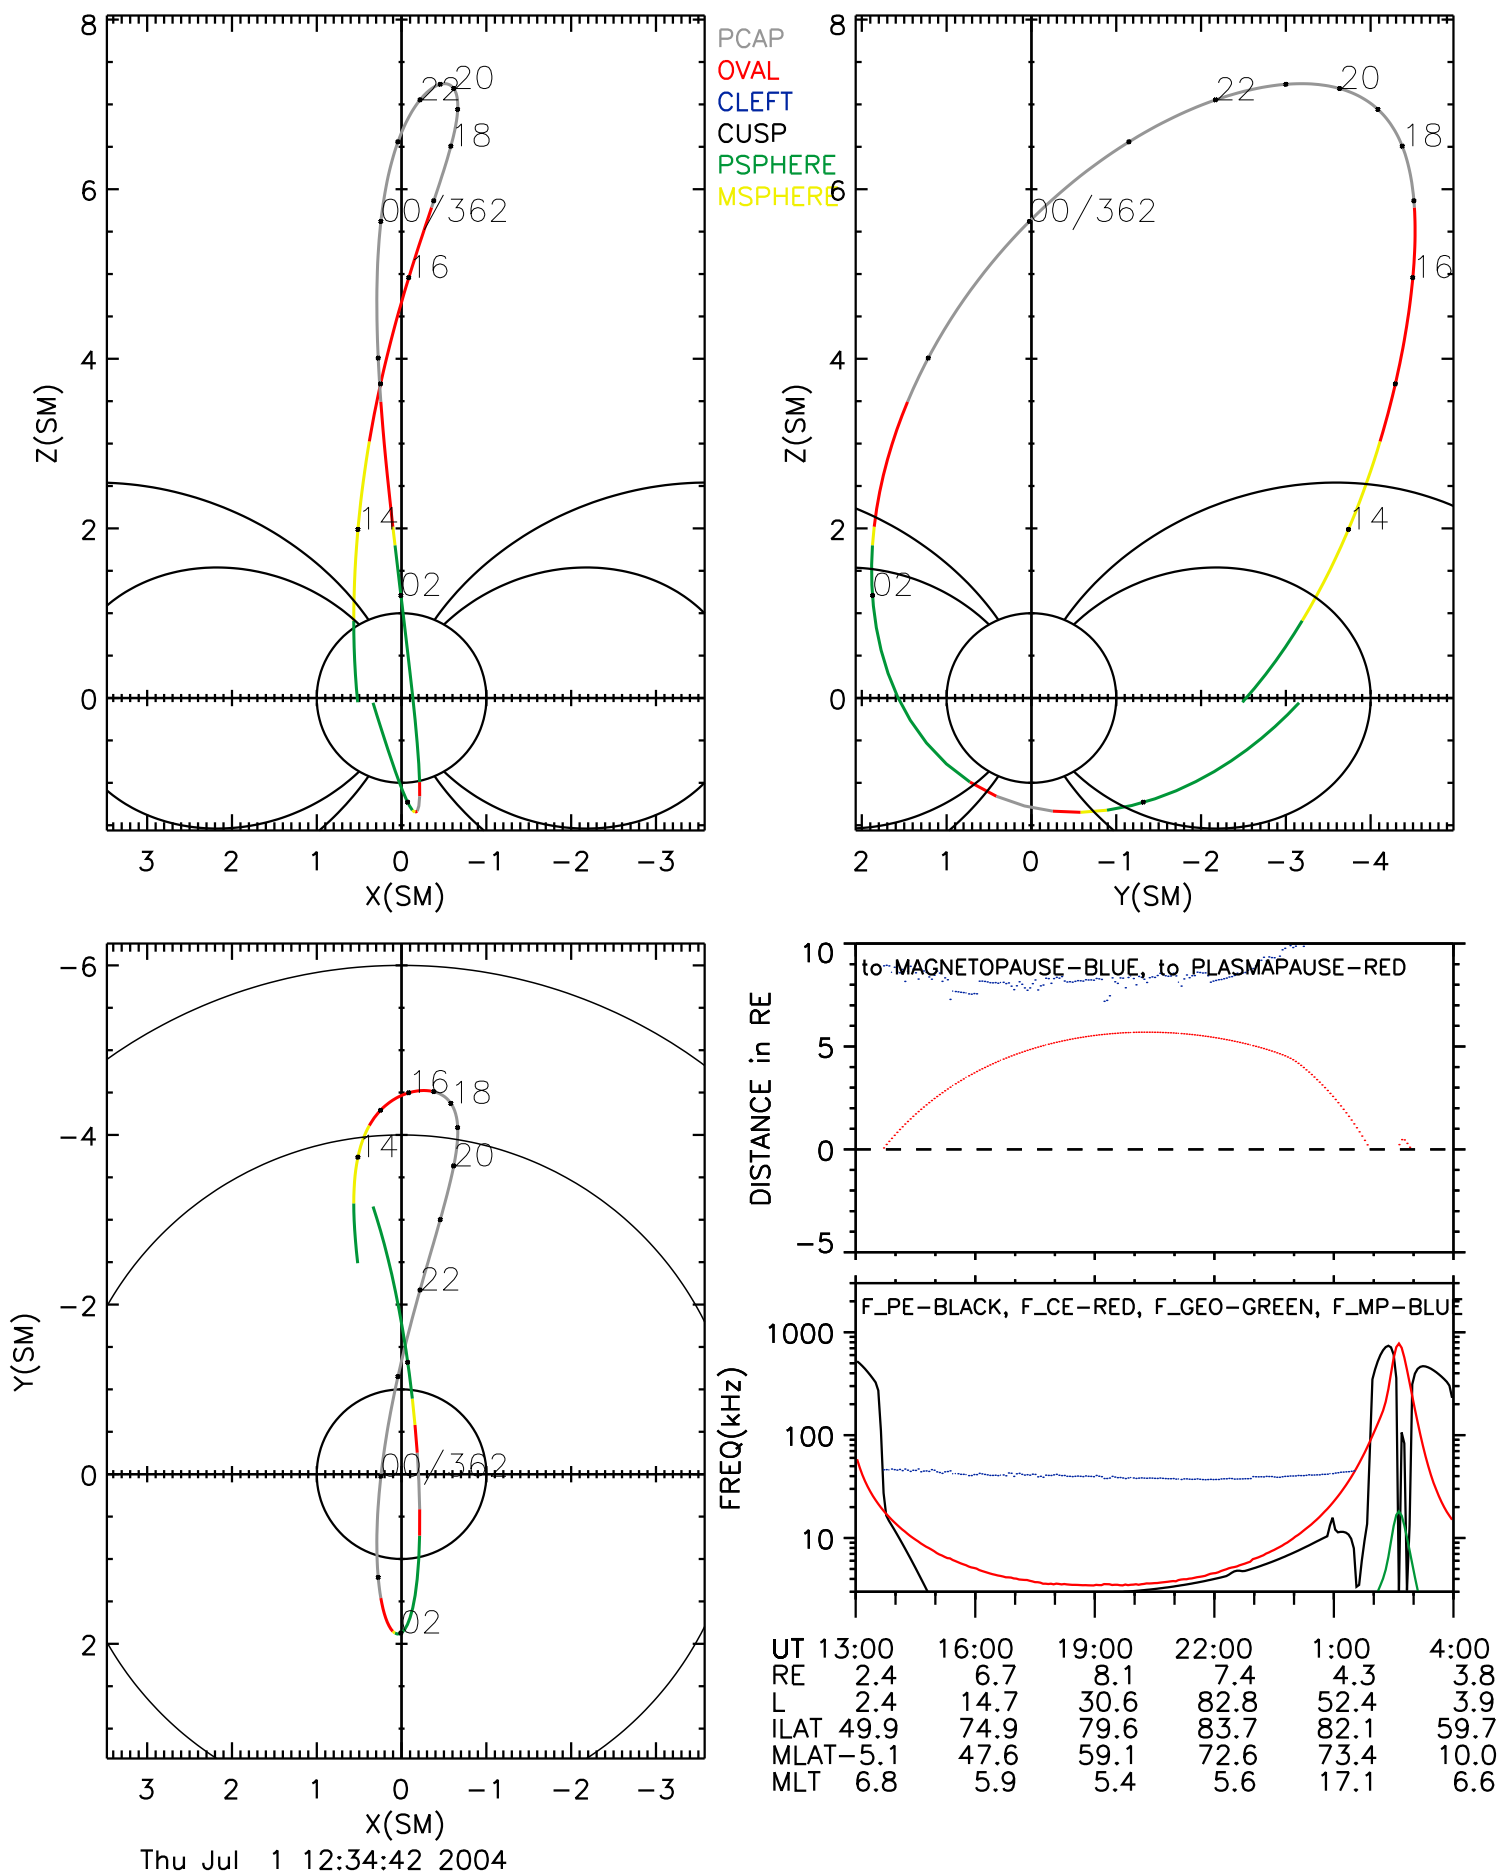 8
6
4
2
0
Z(SM)
22
20
18
00/362
16
14
02
3 2 1 0 -1 -2 -3
X(SM)
PCAP
OVAL
CLEFT
CUSP
PSPHERE
MSPHERE
8
6
4
2
0
Z(SM)
22
20
18
00/362
16
14
02
2 1 0 -1 -2 -3 -4
Y(SM)
-6
-4
-2
0
2
Y(SM)
16
18
14
20
22
00/362
02
3 2 1 0 -1 -2 -3
X(SM)
10
5
0
-5
DISTANCE in RE
to MAGNETOPAUSE-BLUE, to PLASMAPAUSE-RED
1000
100
10
FREQ(kHz)
F_PE-BLACK, F_CE-RED, F_GEO-GREEN, F_MP-BLUE
UT 13:00 16:00 19:00 22:00 1:00 4:00
RE 2.4 6.7 8.1 7.4 4.3 3.8
L 2.4 14.7 30.6 82.8 52.4 3.9
ILAT 49.9 74.9 79.6 83.7 82.1 59.7
MLAT-5.1 47.6 59.1 72.6 73.4 10.0
MLT 6.8 5.9 5.4 5.6 17.1 6.6
Thu Jul 1 12:34:42 2004